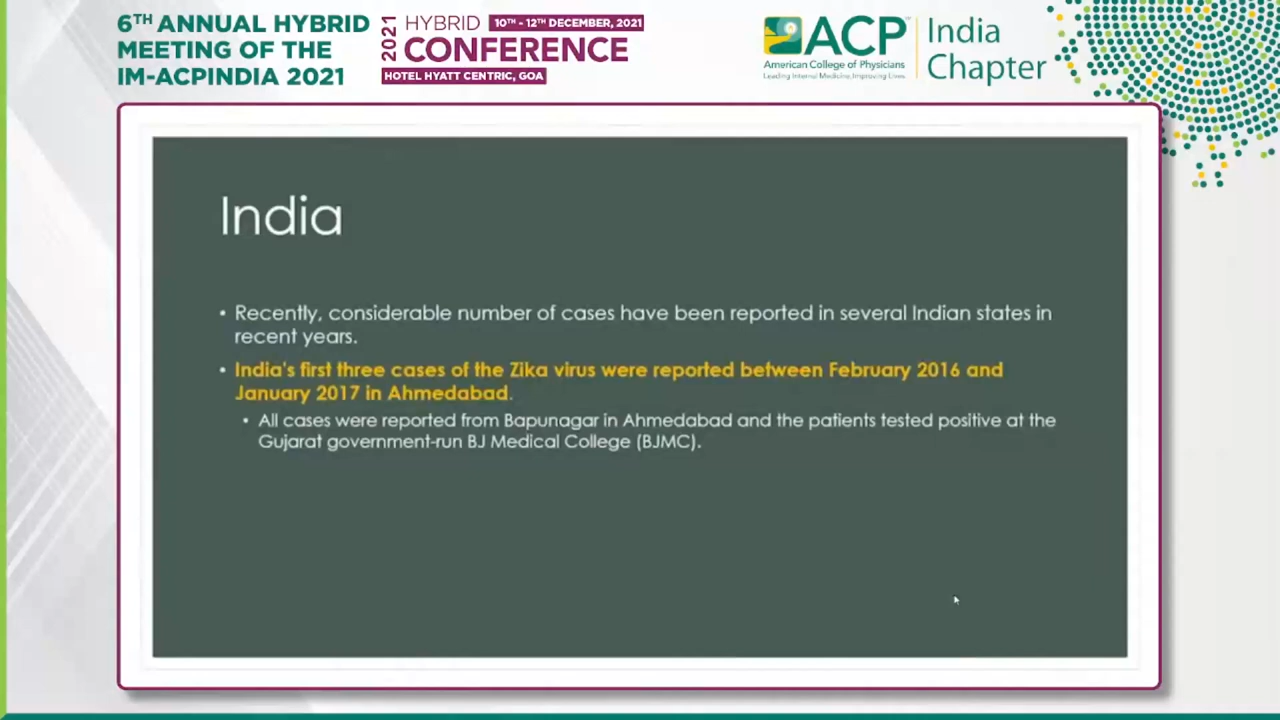 6TH ANNUAL HYBRID
MEETING OF THE
IM-ACPINDIA 2021
2021
HYBRID 10TH - 12TH DECEMBER, 2021
CONFERENCE
HOTEL HYATT CENTRIC, GOA
ACP
American College of Physicians
Leading Internal Medicine, Improving Lives
India
Chapter
India
• Recently, considerable number of cases have been reported in several Indian states in
recent years.
• India's first three cases of the Zika virus were reported between February 2016 and
January 2017 in Ahmedabad.
• All cases were reported from Bapunagar in Ahmedabad and the patients tested positive at the
Gujarat government-run BJ Medical College (BJMC).